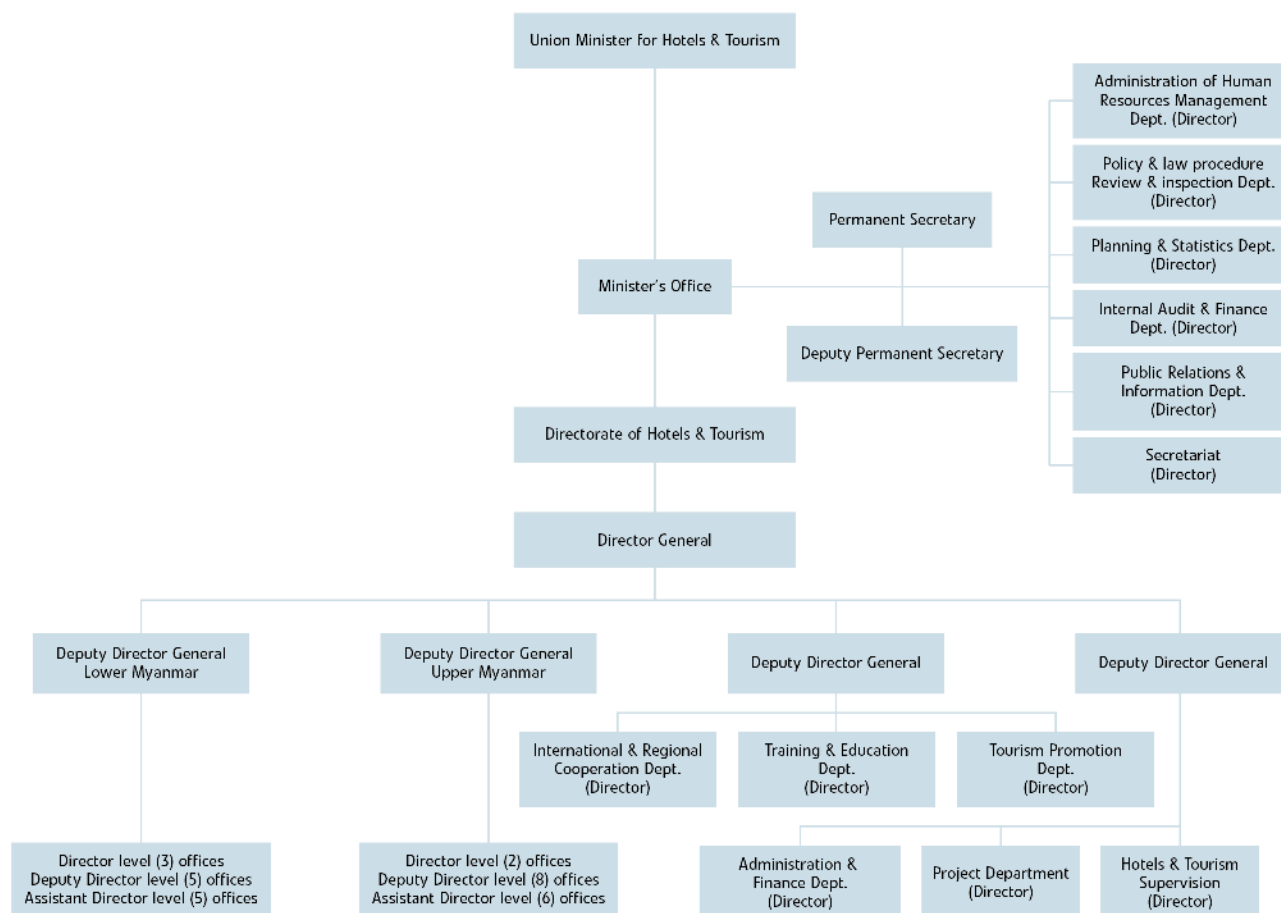 Union Minister for Hotels & Tourism
Administration of Human
Resources Management
Dept. (Director)
Policy & law procedure
Review & inspection Dept.
(Director)
Permanent Secretary
Planning & Statistics Dept.
(Director)
Minister's Office
Internal Audit & Finance
Dept. (Director)
Deputy Permanent Secretary
Public Relations &
Information Dept.
(Director)
Directorate of Hotels & Tourism
Secretariat
(Director)
Director General
Deputy Director General
Lower Myanmar
Deputy Director General
Upper Myanmar
Deputy Director General
Deputy Director General
International & Regional
Cooperation Dept.
(Director)
Training & Education
Dept.
(Director)
Tourism Promotion
Dept.
(Director)
Director level (3) offices
Deputy Director level (5) offices
Assistant Director level (5) offices
Director level (2) offices
Deputy Director level (8) offices
Assistant Director level (6) offices
Administration &
Finance Dept.
(Director)
Project Department
(Director)
Hotels & Tourism
Supervision
(Director)